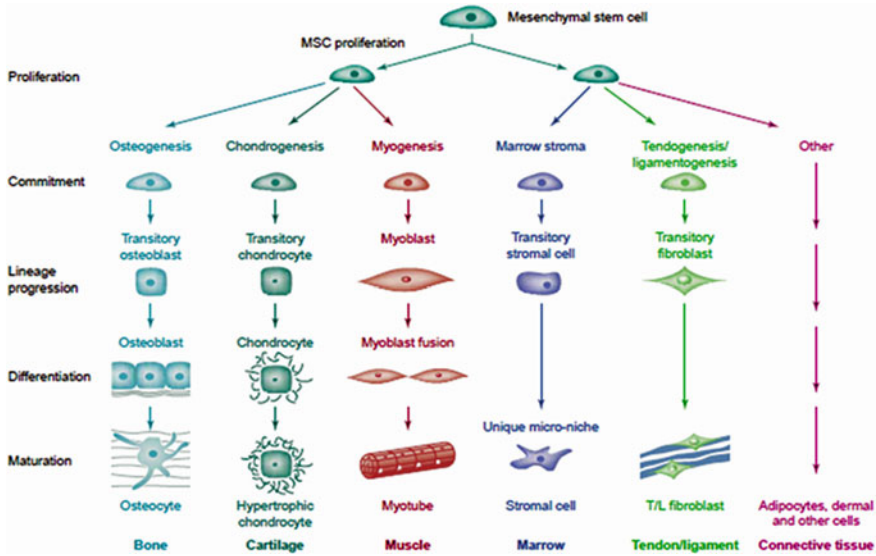 Mesenchymal stem cell
MSC proliferation
Proliferation
Osteogenesis
Chondrogenesis
Myogenesis
Marrow stroma
Tendogenesis/
ligamentogenesis
Other
Commitment
Transitory
osteoblast
Transitory
chondrocyte
Myoblast
Transitory
stromal cell
Transitory
fibroblast
Lineage
progression
Osteoblast
Chondrocyte
Myoblast fusion
Differentiation
Unique micro-niche
Maturation
Osteocyte
Hypertrophic
chondrocyte
Myotube
Stromal cell
T/L fibroblast
Adipocytes, dermal
and other cells
Bone
Cartilage
Muscle
Marrow
Tendon/ligament
Connective tissue